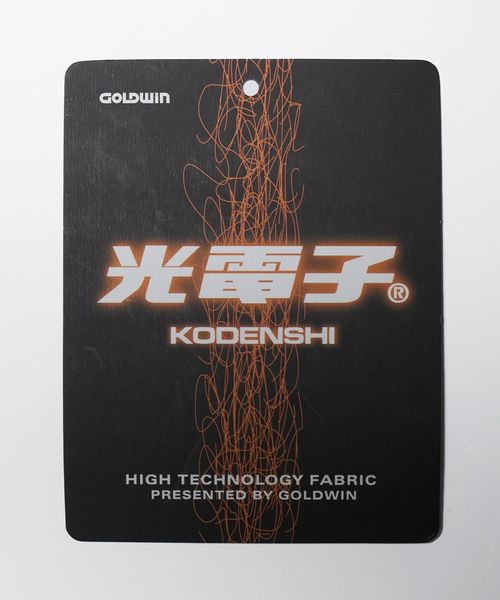 GOLDWIN
光電子®
KODENSHI
HIGH TECHNOLOGY FABRIC
PRESENTED BY GOLDWIN